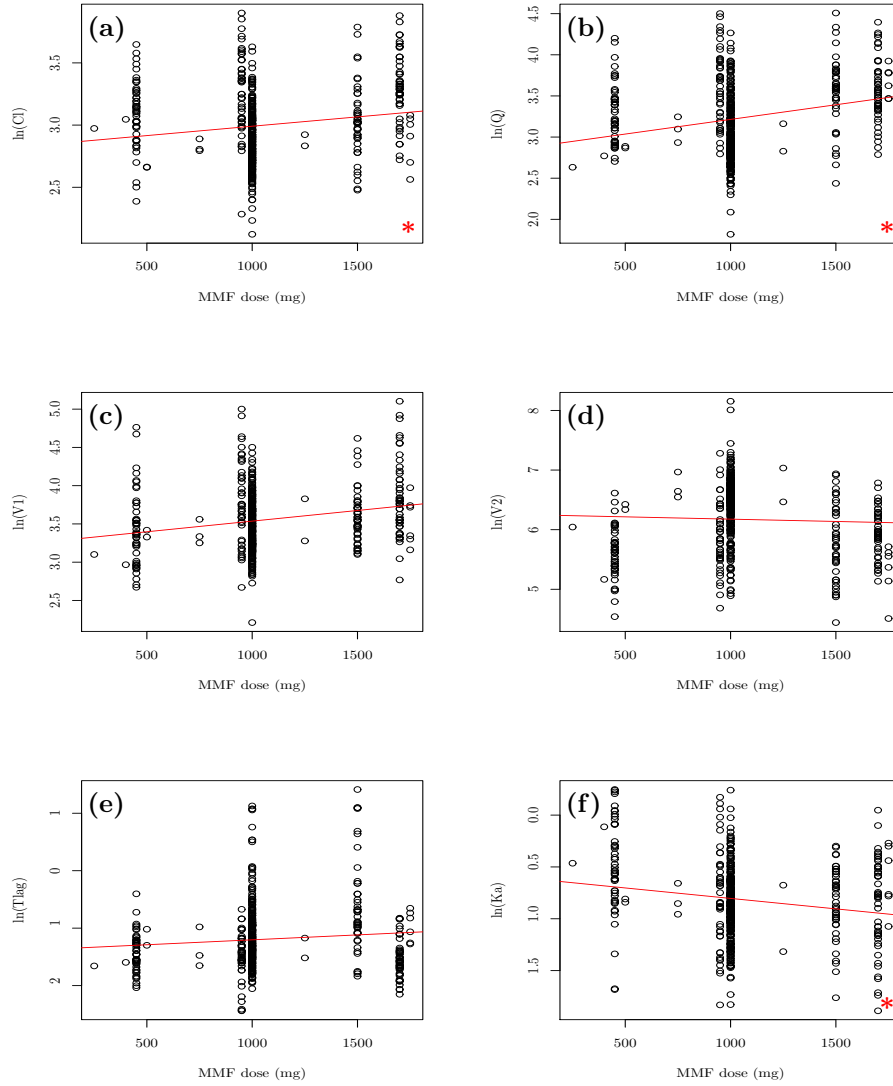 (a)
ln(Cl)
3.5
3.0
2.5
500 1000 1500
MMF dose (mg)
*
(b)
ln(Q)
4.5
4.0
3.5
3.0
2.5
2.0
500 1000 1500
MMF dose (mg)
*
(c)
ln(V1)
5.0
4.5
4.0
3.5
3.0
2.5
500 1000 1500
MMF dose (mg)
(d)
ln(V2)
8
7
6
5
500 1000 1500
MMF dose (mg)
(e)
ln(Tlag)
1
0
1
2
500 1000 1500
MMF dose (mg)
(f)
ln(Ka)
0.0
0.5
1.0
1.5
500 1000 1500
MMF dose (mg)
*